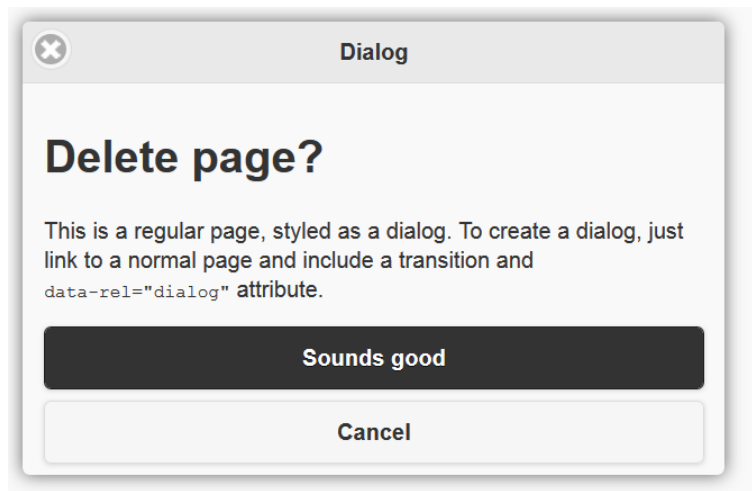 Dialog
Delete page?
This is a regular page, styled as a dialog. To create a dialog, just
link to a normal page and include a transition and
data-rel="dialog" attribute.
Sounds good
Cancel